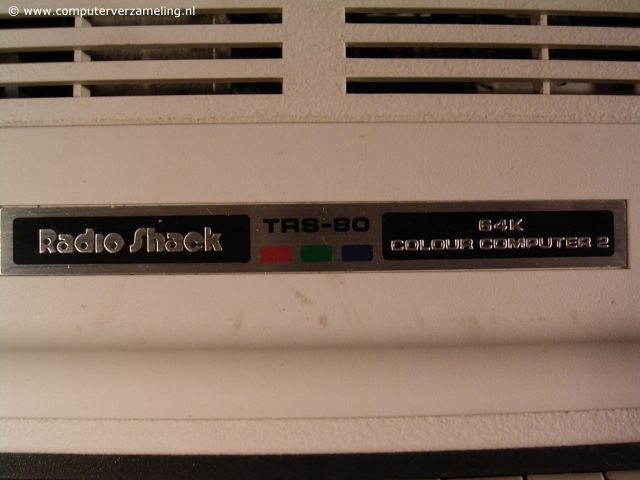 © www.computerverzameling.nl
Radio Shack
TRS-80
64K
COLOUR COMPUTER 2